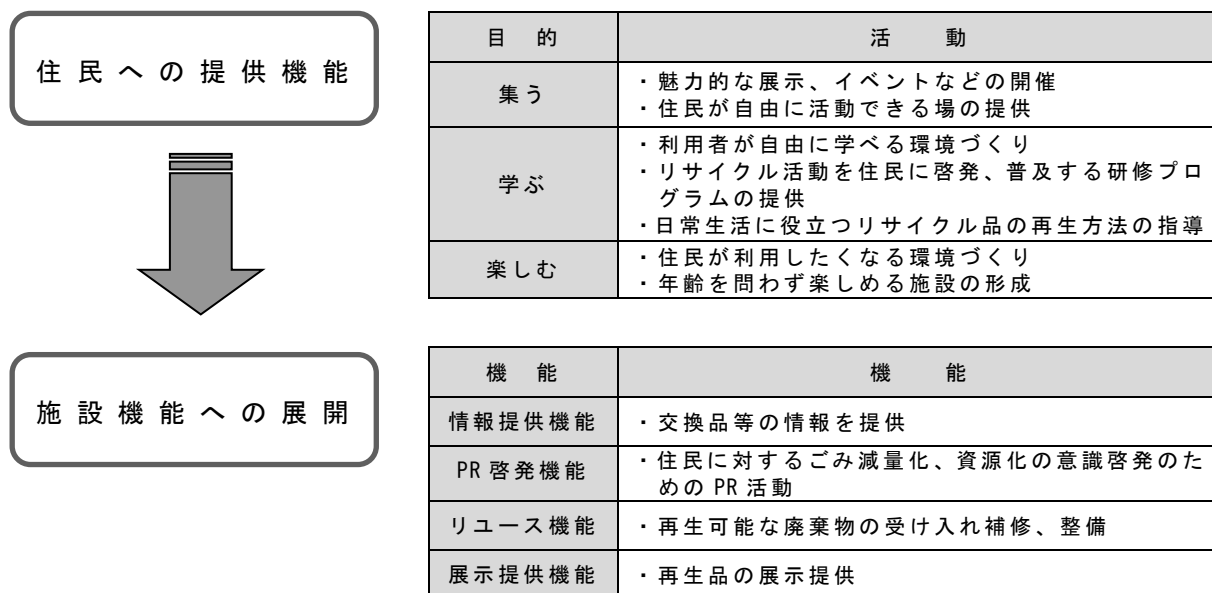 住民への提供機能
目 的 活 動
集う ・魅力的な展示、イベントなどの開催
・住民が自由に活動できる場の提供
学ぶ ・利用者が自由に学べる環境づくり
・リサイクル活動を住民に啓発、普及する研修プロ
グラムの提供
・日常生活に役立つリサイクル品の再生方法の指導
楽しむ ・住民が利用したくなる環境づくり
・年齢を問わず楽しめる施設の形成
施設機能への展開
機 能 機 能
情報提供機能 ・交換品等の情報を提供
PR啓発機能 ・住民に対するごみ減量化、資源化の意識啓発のた
めの PR 活動
リユース機能 ・再生可能な廃棄物の受け入れ補修、整備
展示提供機能 ・再生品の展示提供